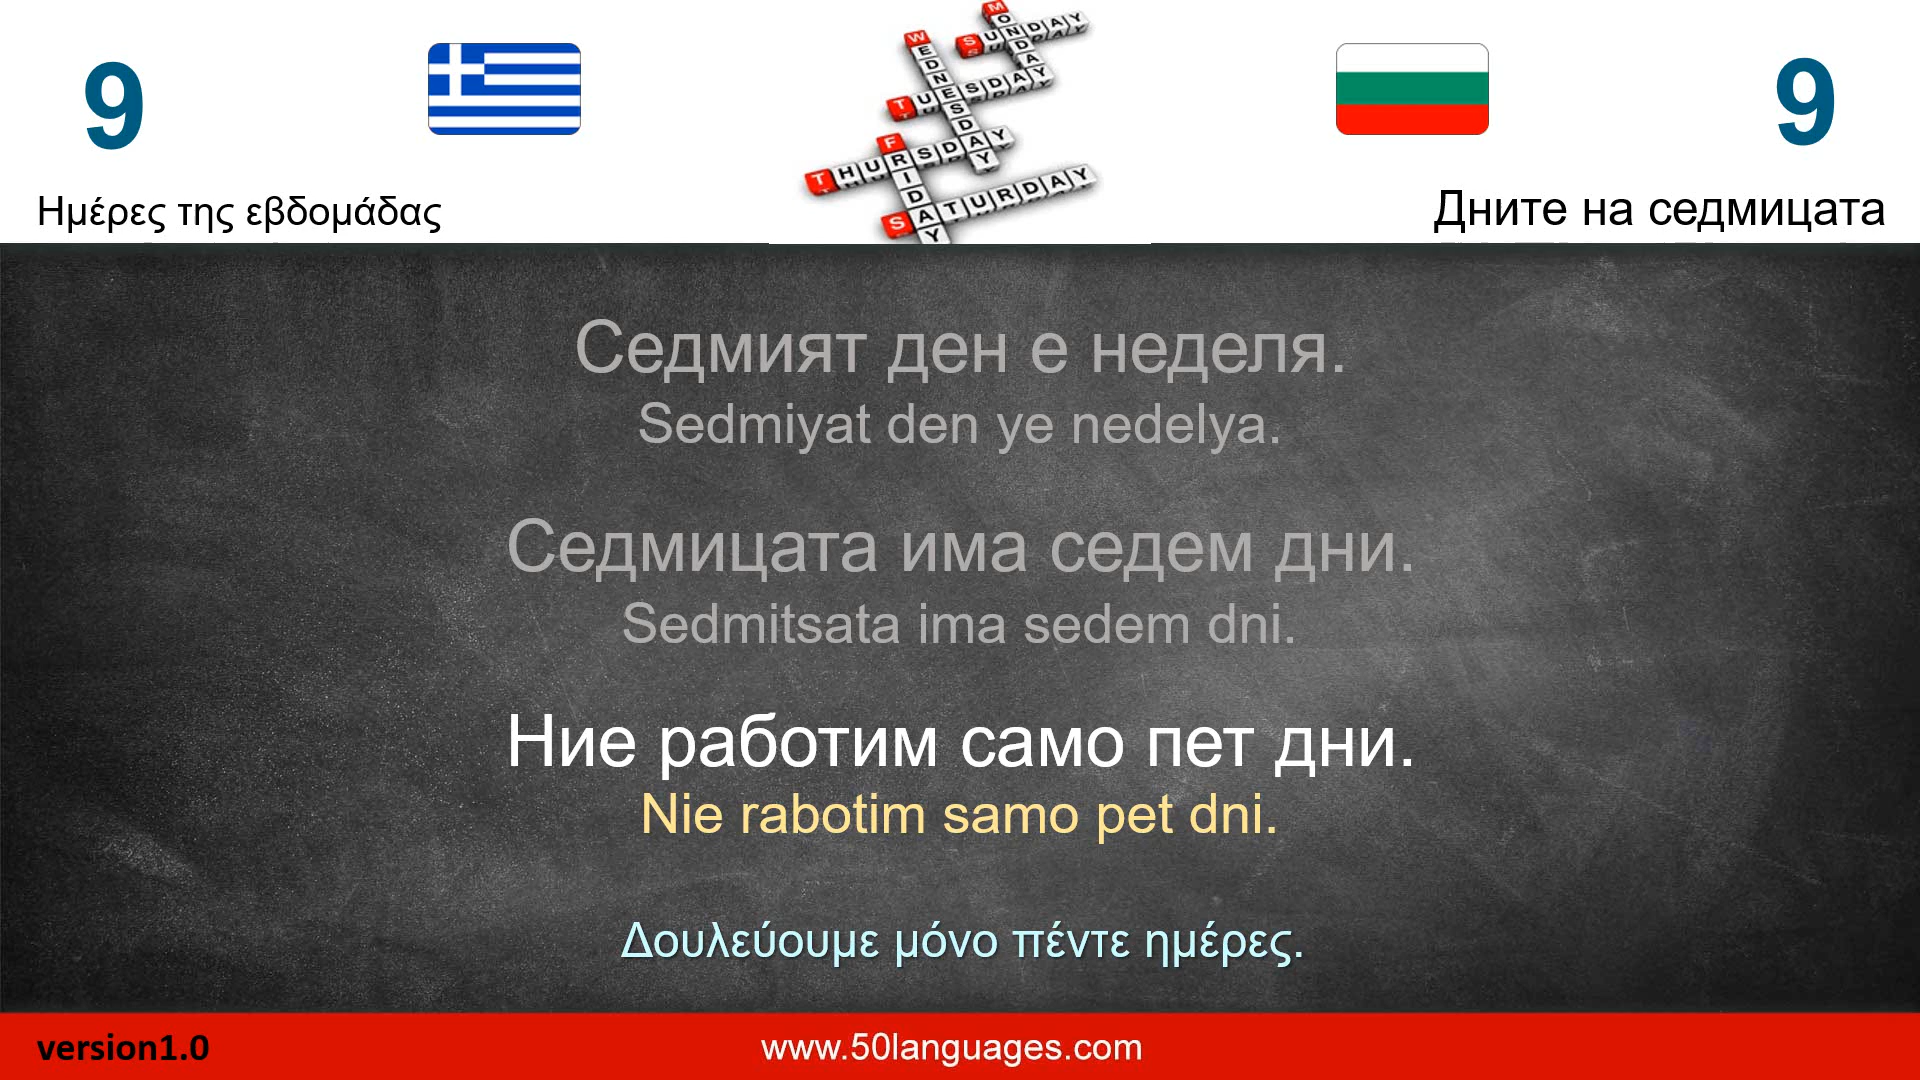 9
9
WEDNESDAY
MONDAY
SUNDAY
TUESDAY
THURSDAY
FRIDAY
SATURDAY
Ημέρες της εβδομάδας
Дните на седмицата
Седмият ден е неделя.
Sedmiyat den ye nedelya.
Седмицата има седем дни.
Sedmitsata ima sedem dni.
Ние работим само пет дни.
Nie rabotim samo pet dni.
Δουλεύουμε μόνο πέντε ημέρες.
version1.0
www.50languages.com